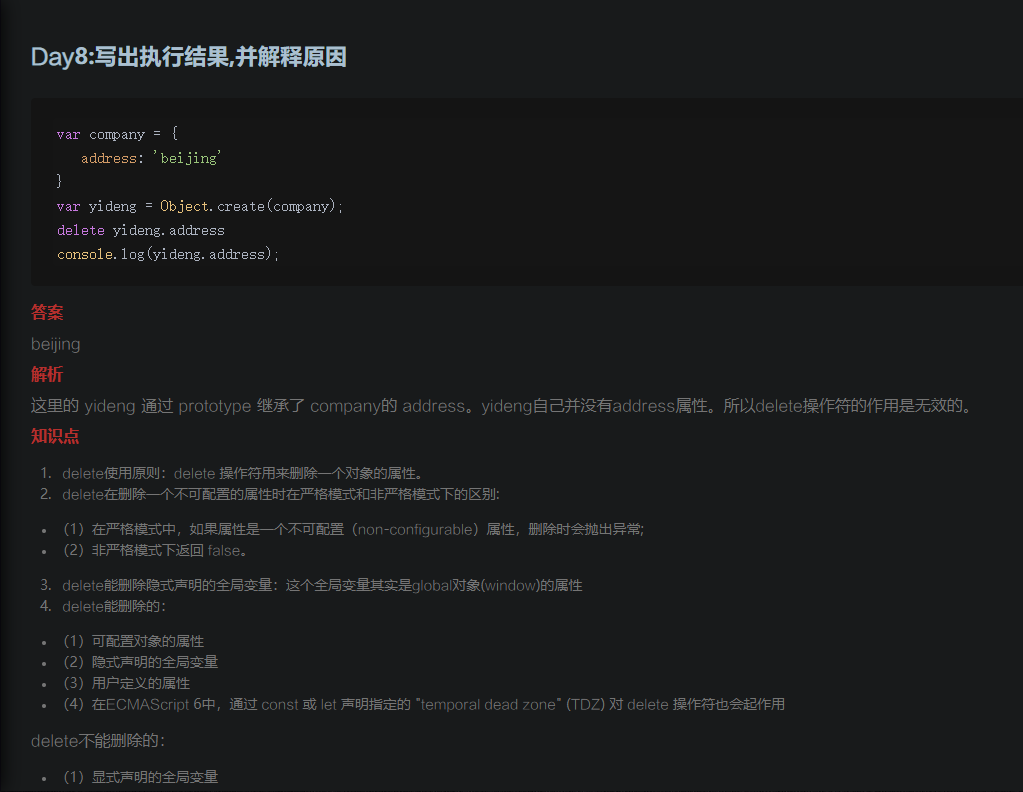 Day8:写出执行结果,并解释原因
var company = {
address: 'beijing'
}
var yideng = Object.create(company);
delete yideng.address
console.log(yideng.address);
答案
beijing
解析
这里的 yideng 通过 prototype 继承了 company的 address。yideng自己并没有address属性。所以delete操作符的作用是无效的。
知识点
1. delete使用原则：delete 操作符用来删除一个对象的属性。
2. delete在删除一个不可配置的属性时在严格模式和非严格模式下的区别:
• （1）在严格模式中，如果属性是一个不可配置（non-configurable）属性，删除时会抛出异常;
• （2）非严格模式下返回 false。
3. delete能删除隐式声明的全局变量：这个全局变量其实是global对象(window)的属性
4. delete能删除的：
• （1）可配置对象的属性
• （2）隐式声明的全局变量
• （3）用户定义的属性
• （4）在ECMAScript 6中，通过 const 或 let 声明指定的 "temporal dead zone" (TDZ) 对 delete 操作符也会起作用
delete不能删除的：
• （1）显式声明的全局变量